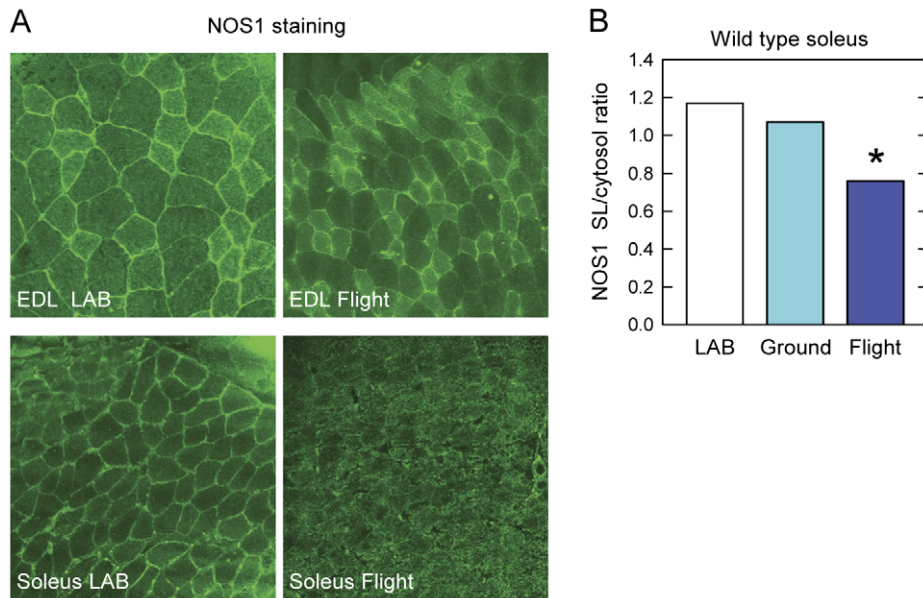 A
NOS1 staining
EDL LAB
EDL Flight
Soleus LAB
Soleus Flight
B
Wild type soleus
NOS1 SL/cytosol ratio
1.4
1.2
1.0
0.8
0.6
0.4
0.2
0.0
*
LAB Ground Flight